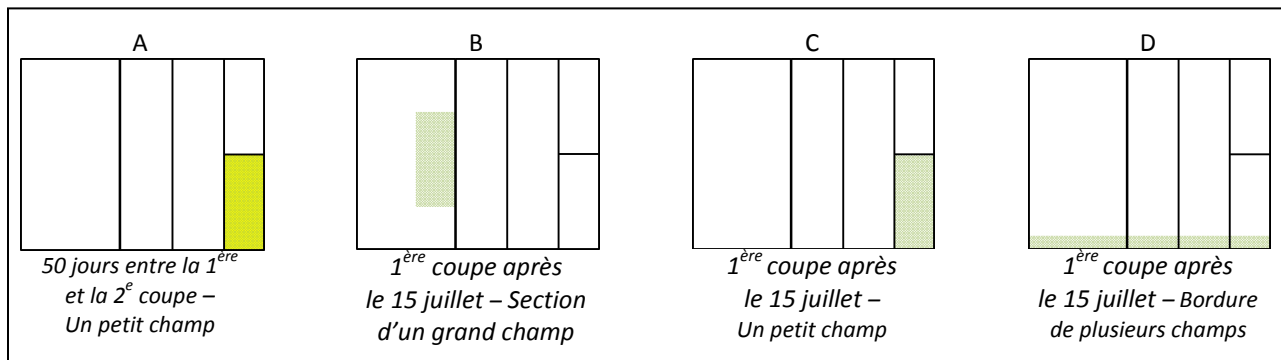 A
50 jours entre la 1ère
et la 2e coupe –
Un petit champ
B
1ère coupe après
le 15 juillet – Section
d’un grand champ
C
1ère coupe après
le 15 juillet –
Un petit champ
D
1ère coupe après
le 15 juillet – Bordure
de plusieurs champs